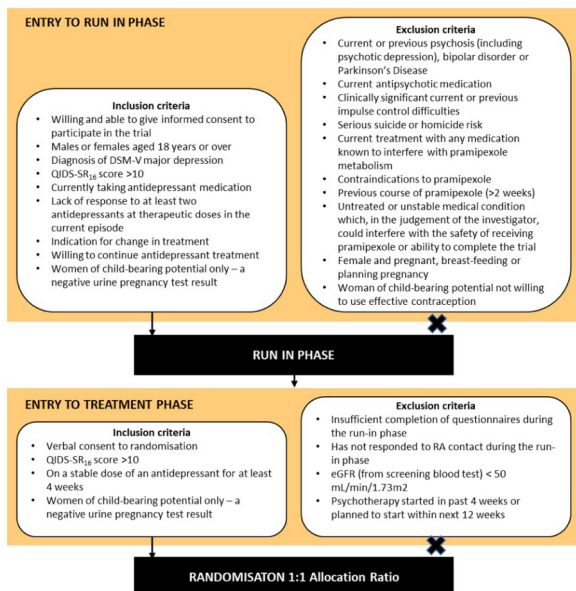 ENTRY TO RUN IN PHASE
Inclusion criteria
• Willing and able to give informed consent to
participate in the trial
• Males or females aged 18 years or over
• Diagnosis of DSM-V major depression
• QIDS-SR16 score >10
• Currently taking antidepressant medication
• Lack of response to at least two
antidepressants at therapeutic doses in the
current episode
• Indication for change in treatment
• Willing to continue antidepressant treatment
• Women of child-bearing potential only – a
negative urine pregnancy test result
Exclusion criteria
• Current or previous psychosis (including
psychotic depression), bipolar disorder or
Parkinson's Disease
• Current antipsychotic medication
• Clinically significant current or previous
impulse control difficulties
• Serious suicide or homicide risk
• Current treatment with any medication
known to interfere with pramipexole
metabolism
• Contraindications to pramipexole
• Previous course of pramipexole (>2 weeks)
• Untreated or unstable medical condition
which, in the judgement of the investigator,
could interfere with the safety of receiving
pramipexole or ability to complete the trial
• Female and pregnant, breast-feeding or
planning pregnancy
• Woman of child-bearing potential not willing
to use effective contraception
RUN IN PHASE
ENTRY TO TREATMENT PHASE
Inclusion criteria
• Verbal consent to randomisation
• QIDS-SR16 score >10
• On a stable dose of an antidepressant for at least
4 weeks
• Women of child-bearing potential only – a
negative urine pregnancy test result
Exclusion criteria
• Insufficient completion of questionnaires during
the run-in phase
• Has not responded to RA contact during the run-
in phase
• eGFR (from screening blood test) < 50
mL/min/1.73m2
• Psychotherapy started in past 4 weeks or
planned to start within next 12 weeks
RANDOMISATON 1:1 Allocation Ratio